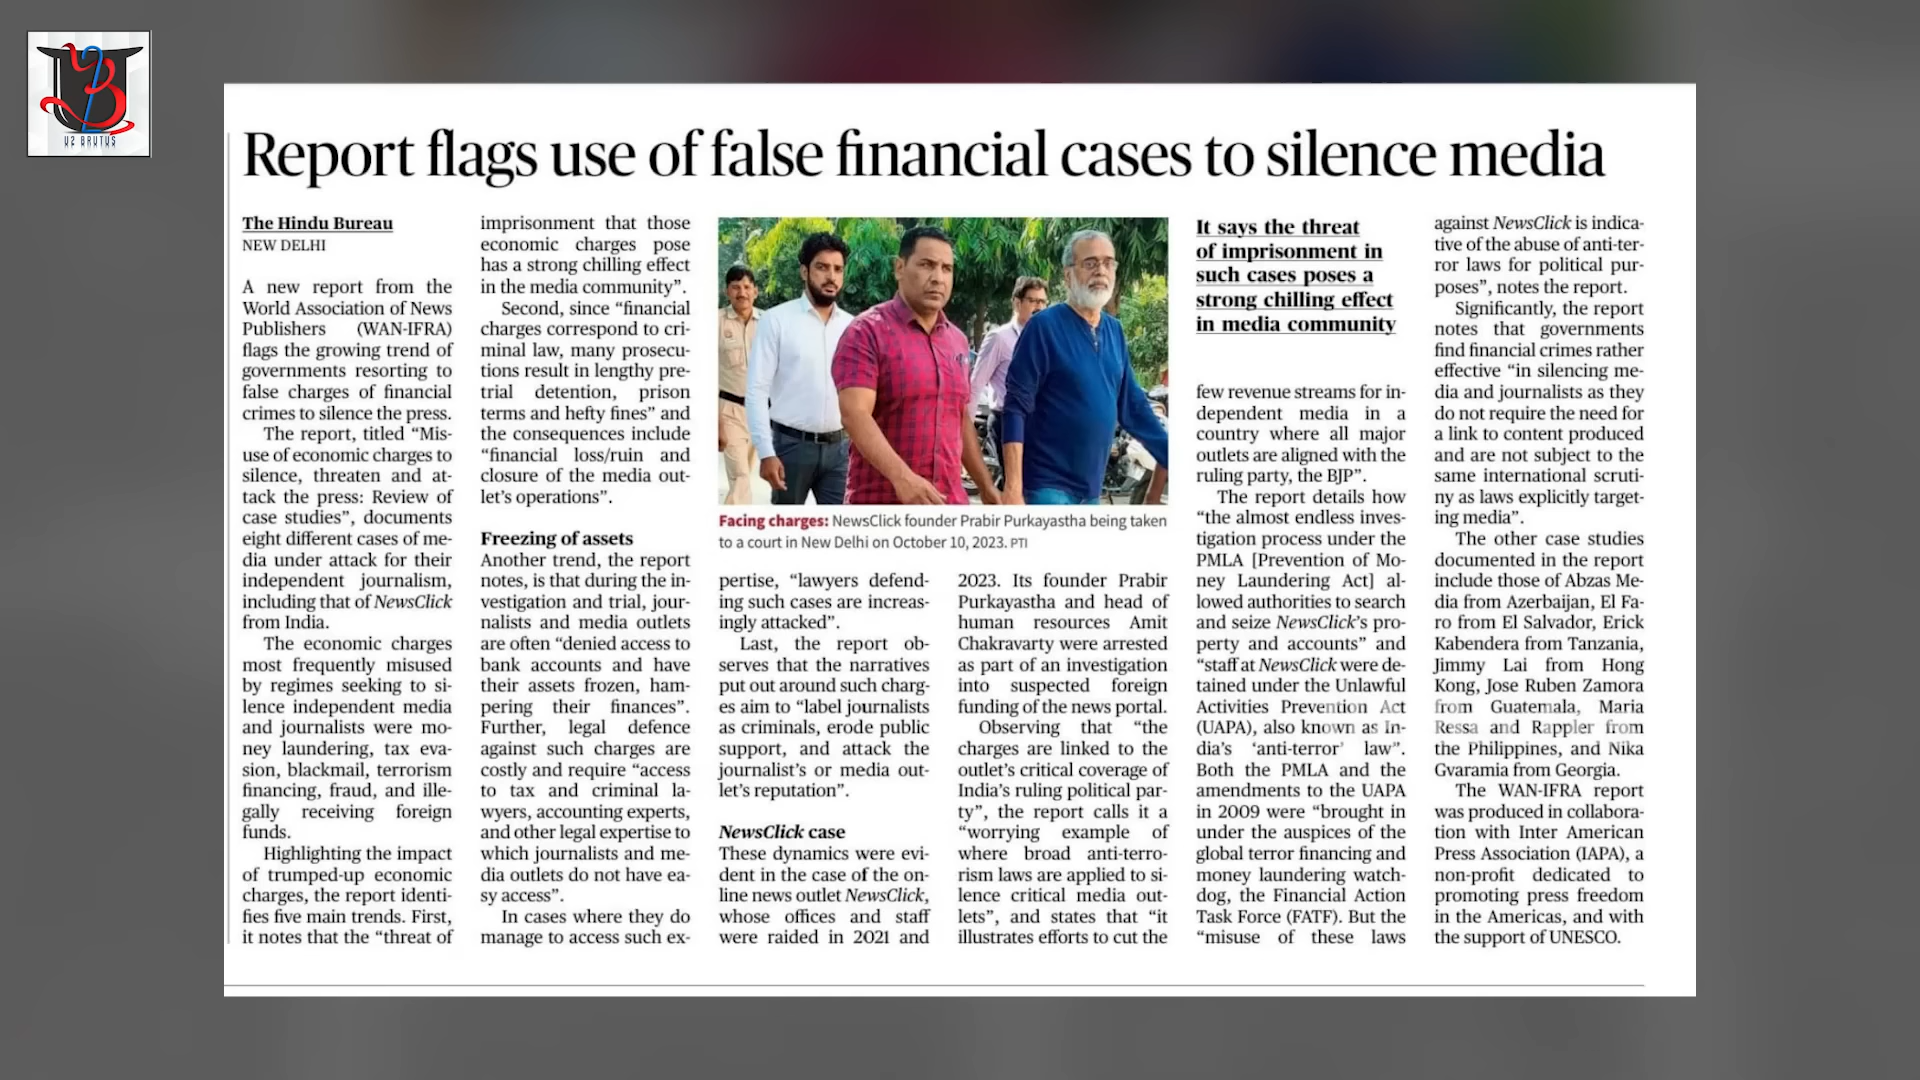 U2 BRUTUS
Report flags use of false financial cases to silence media
The Hindu Bureau
NEW DELHI
A new report from the
World Association of News
Publishers (WAN-IFRA)
flags the growing trend of
governments resorting to
false charges of financial
crimes to silence the press.
The report, titled “Mis-
use of economic charges to
silence, threaten and at-
tack the press: Review of
case studies”, documents
eight different cases of me-
dia under attack for their
independent journalism,
including that of NewsClick
from India.
The economic charges
most frequently misused
by regimes seeking to si-
lence independent media
and journalists were mo-
ney laundering, tax eva-
sion, blackmail, terrorism
financing, fraud, and ille-
gally receiving foreign
funds.
Highlighting the impact
of trumped-up economic
charges, the report identi-
fies five main trends. First,
it notes that the “threat of
imprisonment that those
economic charges pose
has a strong chilling effect
in the media community”.
Second, since “financial
charges correspond to cri-
minal law, many prosecu-
tions result in lengthy pre-
trial detention, prison
terms and hefty fines” and
the consequences include
“financial loss/ruin and
closure of the media out-
let’s operations”.
Freezing of assets
Another trend, the report
notes, is that during the in-
vestigation and trial, jour-
nalists and media outlets
are often “denied access to
bank accounts and have
their assets frozen, ham-
pering their finances”.
Further, legal defence
against such charges are
costly and require “access
to tax and criminal la-
wyers, accounting experts,
and other legal expertise to
which journalists and me-
dia outlets do not have ea-
sy access”.
In cases where they do
manage to access such ex-
Facing charges: NewsClick founder Prabir Purkayastha being taken
to a court in New Delhi on October 10, 2023. PTI
pertise, “lawyers defend-
ing such cases are increas-
ingly attacked”.
Last, the report ob-
serves that the narratives
put out around such charg-
es aim to “label journalists
as criminals, erode public
support, and attack the
journalist’s or media out-
let’s reputation”.
NewsClick case
These dynamics were evi-
dent in the case of the on-
line news outlet NewsClick,
whose offices and staff
were raided in 2021 and
2023. Its founder Prabir
Purkayastha and head of
human resources Amit
Chakravarty were arrested
as part of an investigation
into suspected foreign
funding of the news portal.
Observing that “the
charges are linked to the
outlet’s critical coverage of
India’s ruling political par-
ty”, the report calls it a
“worrying example of
where broad anti-terro-
rism laws are applied to si-
lence critical media out-
lets”, and states that “it
illustrates efforts to cut the
It says the threat
of imprisonment in
such cases poses a
strong chilling effect
in media community
few revenue streams for in-
dependent media in a
country where all major
outlets are aligned with the
ruling party, the BJP”.
The report details how
“the almost endless inves-
tigation process under the
PMLA [Prevention of Mo-
ney Laundering Act] al-
lowed authorities to search
and seize NewsClick’s pro-
perty and accounts” and
“staff at NewsClick were de-
tained under the Unlawful
Activities Prevention Act
(UAPA), also known as In-
dia’s ‘anti-terror’ law”.
Both the PMLA and the
amendments to the UAPA
in 2009 were “brought in
under the auspices of the
global terror financing and
money laundering watch-
dog, the Financial Action
Task Force (FATF). But the
“misuse of these laws
against NewsClick is indica-
tive of the abuse of anti-ter-
ror laws for political pur-
poses”, notes the report.
Significantly, the report
notes that governments
find financial crimes rather
effective “in silencing me-
dia and journalists as they
do not require the need for
a link to content produced
and are not subject to the
same international scruti-
ny as laws explicitly target-
ing media”.
The other case studies
documented in the report
include those of Abzas Me-
dia from Azerbaijan, El Fa-
ro from El Salvador, Erick
Kabendera from Tanzania,
Jimmy Lai from Hong
Kong, Jose Ruben Zamora
from Guatemala, Maria
Ressa and Rappler from
the Philippines, and Nika
Gvaramia from Georgia.
The WAN-IFRA report
was produced in collabora-
tion with Inter American
Press Association (IAPA), a
non-profit dedicated to
promoting press freedom
in the Americas, and with
the support of UNESCO.